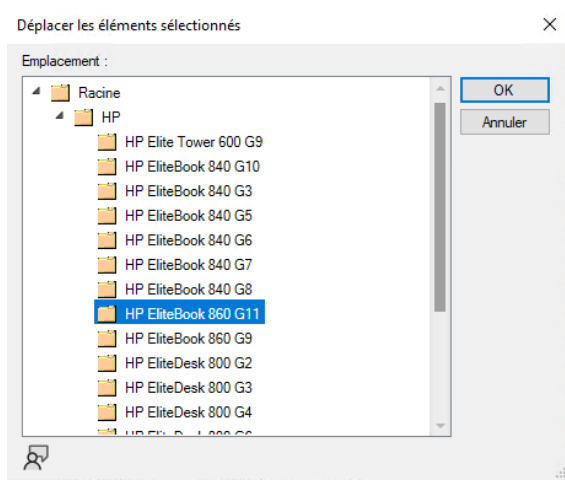 Déplacer les éléments sélectionnés
Emplacement :
Racine
HP
HP Elite Tower 600 G9
HP EliteBook 840 G10
HP EliteBook 840 G3
HP EliteBook 840 G5
HP EliteBook 840 G6
HP EliteBook 840 G7
HP EliteBook 840 G8
HP EliteBook 860 G11
HP EliteBook 860 G9
HP EliteDesk 800 G2
HP EliteDesk 800 G3
HP EliteDesk 800 G4
OK
Annuler